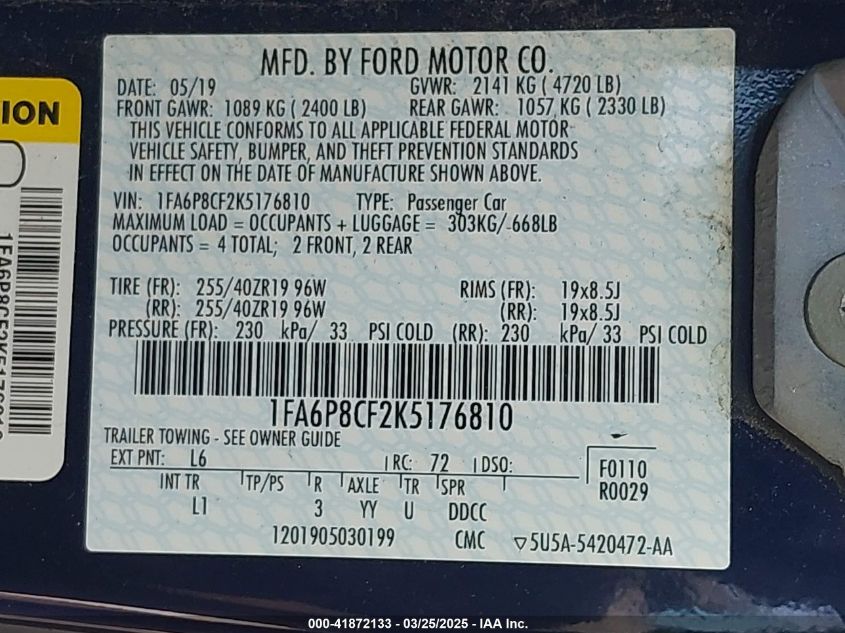 MFD. BY FORD MOTOR CO.
DATE: 05/19 GVWR: 2141 KG ( 4720 LB)
FRONT GAWR: 1089 KG ( 2400 LB) REAR GAWR: 1057 KG ( 2330 LB)
THIS VEHICLE CONFORMS TO ALL APPLICABLE FEDERAL MOTOR
VEHICLE SAFETY, BUMPER, AND THEFT PREVENTION STANDARDS
IN EFFECT ON THE DATE OF MANUFACTURE SHOWN ABOVE.
VIN: 1FA6P8CF2K5176810 TYPE: Passenger Car
MAXIMUM LOAD = OCCUPANTS + LUGGAGE = 303KG/ 668LB
OCCUPANTS = 4 TOTAL; 2 FRONT, 2 REAR
TIRE (FR): 255/40ZR19 96W RIMS (FR): 19x8.5J
(RR): 255/40ZR19 96W (RR): 19x8.5J
PRESSURE (FR): 230 kPa/ 33 PSI COLD (RR): 230 kPa/ 33 PSI COLD
1FA6P8CF2K5176810
TRAILER TOWING - SEE OWNER GUIDE
EXT PNT: L6 RC: 72 DSO: F0110
INT TR TP/PS R AXLE TR SPR R0029
L1 3 YY U DDCC
1201905030199 CMC 5U5A-5420472-AA
ION
000-41872133 - 03/25/2025 - IAA Inc.